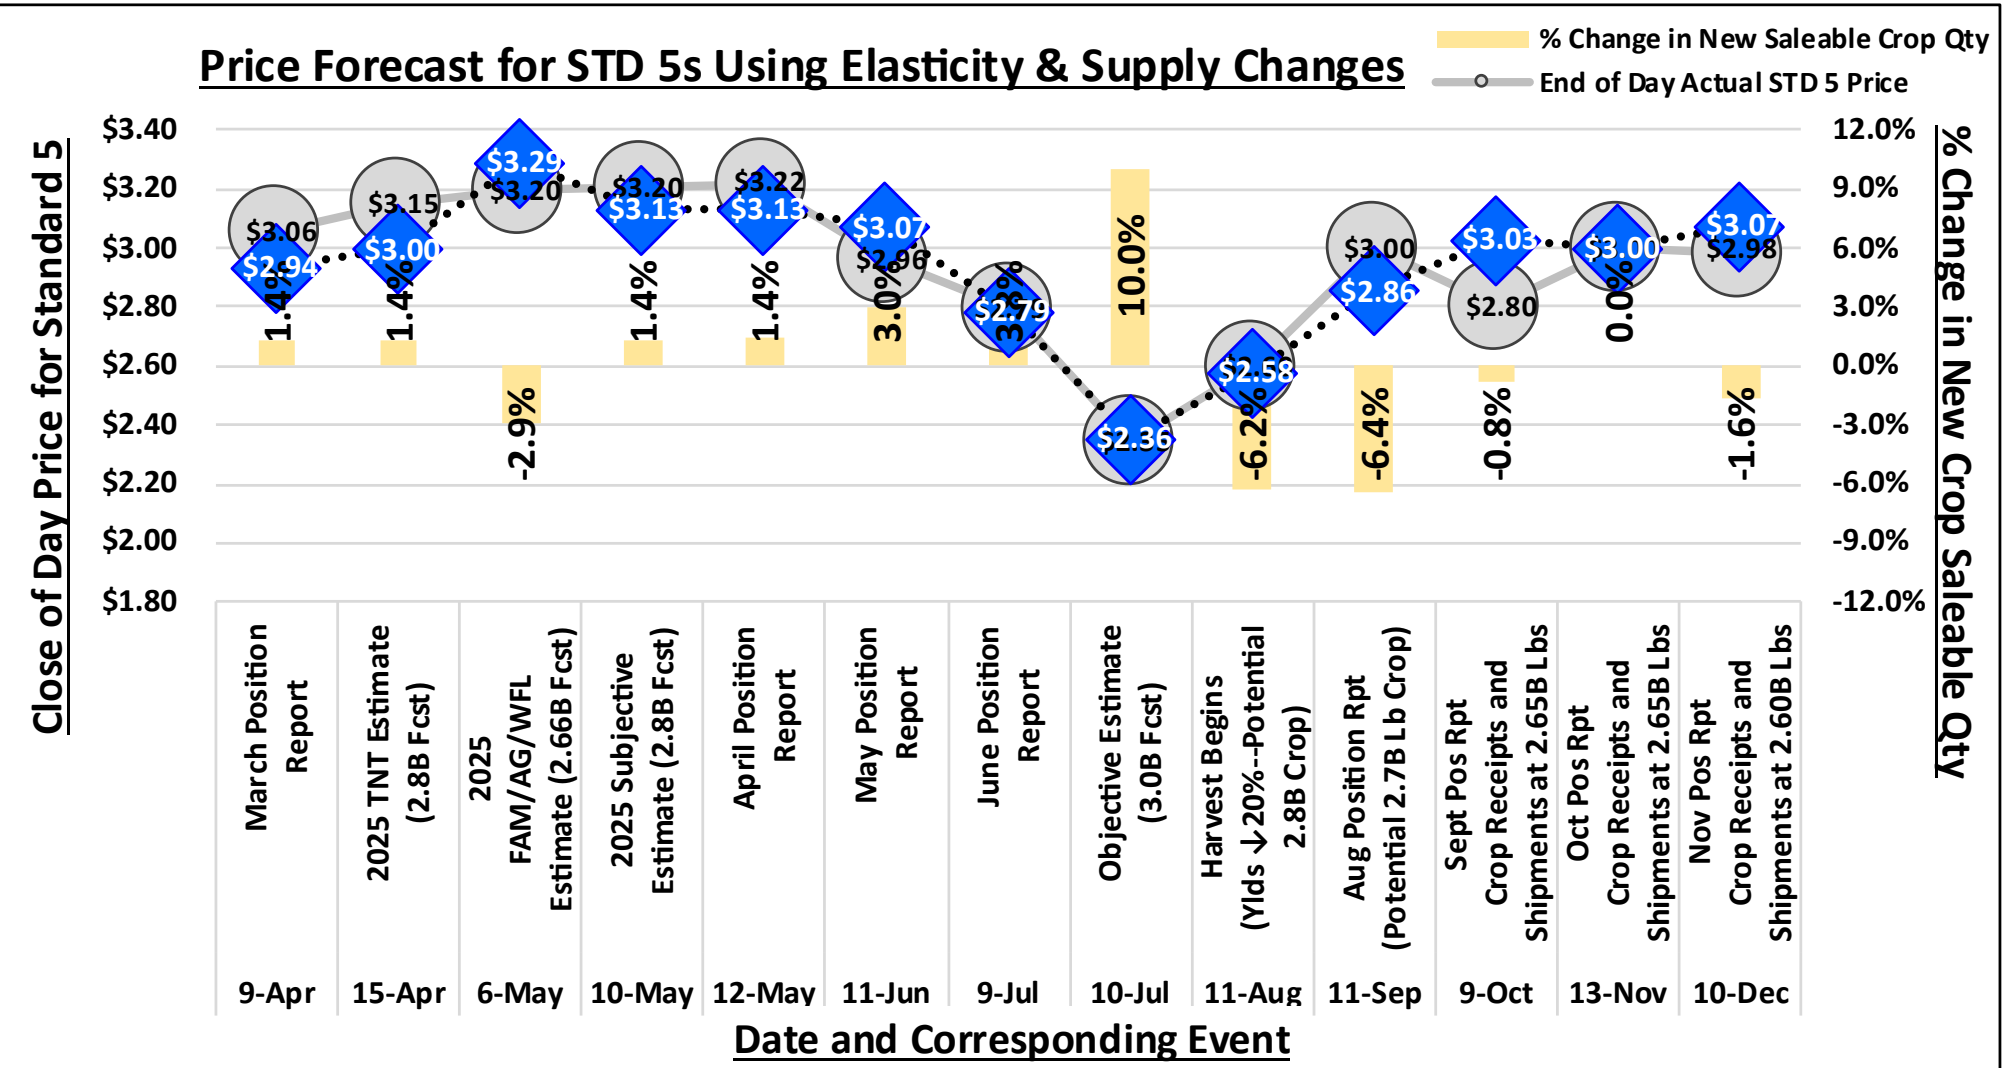 Price Forecast for STD 5s Using Elasticity & Supply Changes
% Change in New Saleable Crop Qty
End of Day Actual STD 5 Price
Close of Day Price for Standard 5
$3.40
$3.20
$3.00
$2.80
$2.60
$2.40
$2.20
$2.00
$1.80
12.0%
9.0%
6.0%
3.0%
0.0%
-3.0%
-6.0%
-9.0%
-12.0%
% Change in New Crop Saleable Qty
$3.06
$2.94
1.4%
$3.15
$3.00
1.4%
$3.29
$3.20
-2.9%
$3.20
$3.13
1.4%
$3.22
$3.13
1.4%
$3.07
$2.96
3.0%
$2.79
10.0%
$2.36
$2.58
-6.2%
$3.00
$2.86
-6.4%
$3.03
$2.80
-0.8%
$3.00
0.0%
$3.07
$2.98
-1.6%
March Position
Report
2025 TNT Estimate
(2.8B Fcst)
2025
FAM/AG/WFL
Estimate (2.66B Fcst)
2025 Subjective
Estimate (2.8B Fcst)
April Position
Report
May Position
Report
June Position
Report
Objective Estimate
(3.0B Fcst)
Harvest Begins
(Ylds ↓20%--Potential
2.8B Crop)
Aug Position Rpt
(Potential 2.7B Lb Crop)
Sept Pos Rpt
Crop Receipts and
Shipments at 2.65B Lbs
Oct Pos Rpt
Crop Receipts and
Shipments at 2.65B Lbs
Nov Pos Rpt
Crop Receipts and
Shipments at 2.60B Lbs
9-Apr
15-Apr
6-May
10-May
12-May
11-Jun
9-Jul
10-Jul
11-Aug
11-Sep
9-Oct
13-Nov
10-Dec
Date and Corresponding Event